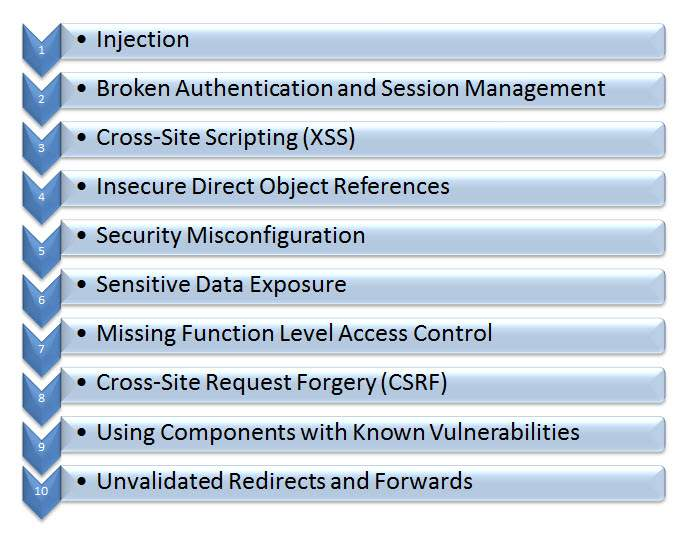 1 • Injection
2 • Broken Authentication and Session Management
3 • Cross-Site Scripting (XSS)
4 • Insecure Direct Object References
5 • Security Misconfiguration
6 • Sensitive Data Exposure
7 • Missing Function Level Access Control
8 • Cross-Site Request Forgery (CSRF)
9 • Using Components with Known Vulnerabilities
10 • Unvalidated Redirects and Forwards